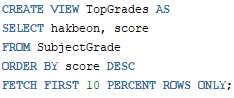 CREATE VIEW TopGrades AS
SELECT hakbeon, score
FROM SubjectGrade
ORDER BY score DESC
FETCH FIRST 10 PERCENT ROWS ONLY;